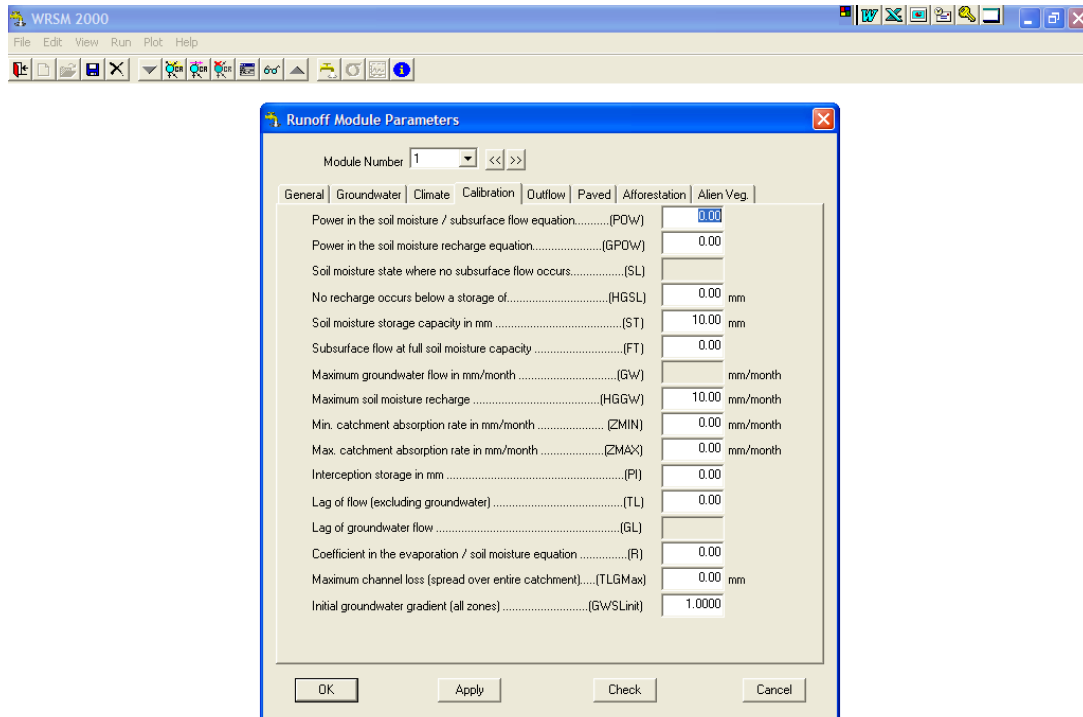 WRSM 2000
File Edit View Run Plot Help
Runoff Module Parameters
Module Number 1 << >>
General Groundwater Climate Calibration Outflow Paved Afforestation Alien Veg.
Power in the soil moisture / subsurface flow equation..........(POW) 0.00
Power in the soil moisture recharge equation.....................(GPOW) 0.00
Soil moisture state where no subsurface flow occurs................(SL)
No recharge occurs below a storage of...............................(HGSL) 0.00 mm
Soil moisture storage capacity in mm .......................................(ST) 10.00 mm
Subsurface flow at full soil moisture capacity ...........................(FT) 0.00
Maximum groundwater flow in mm/month ..............................(GW) mm/month
Maximum soil moisture recharge .......................................(HGGW) 10.00 mm/month
Min. catchment absorption rate in mm/month .................... (ZMIN) 0.00 mm/month
Max. catchment absorption rate in mm/month ...................(ZMAX) 0.00 mm/month
Interception storage in mm .....................................................(PI) 0.00
Lag of flow (excluding groundwater) ........................................(TL) 0.00
Lag of groundwater flow ........................................................(GL)
Coefficient in the evaporation / soil moisture equation ...............(R) 0.00
Maximum channel loss (spread over entire catchment).....(TLGMax) 0.00 mm
Initial groundwater gradient (all zones) ..........................(GWSLinit) 1.0000
OK Apply Check Cancel